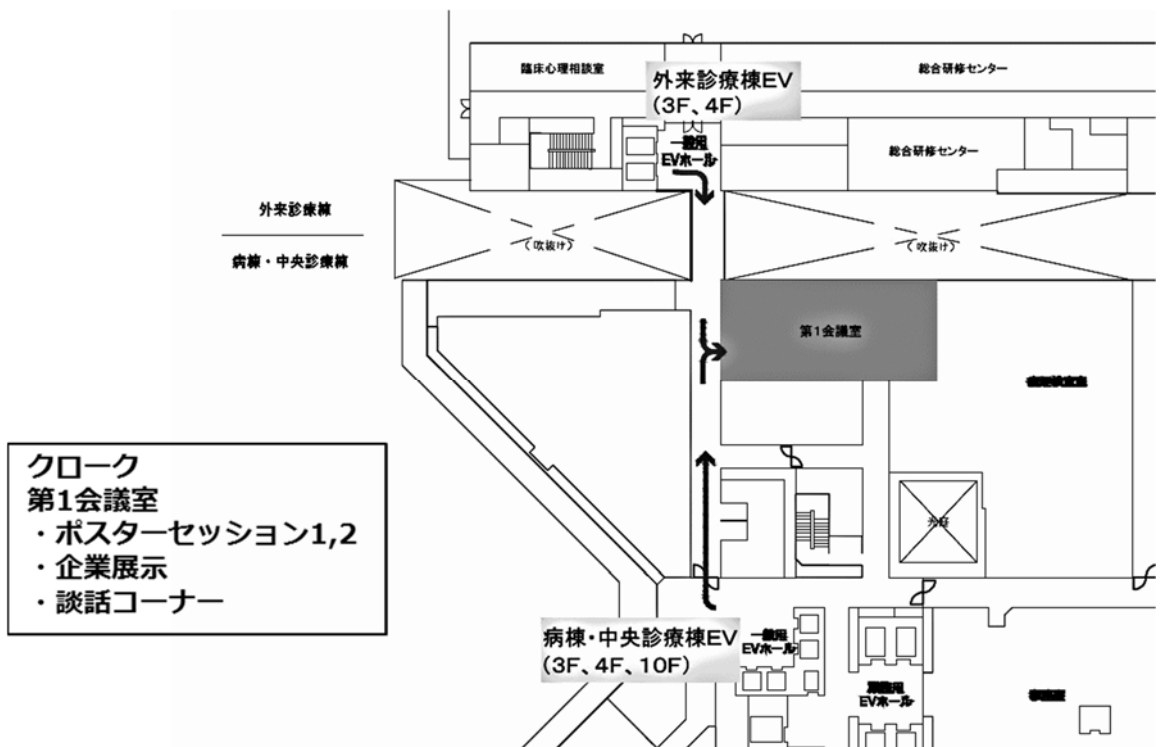 臨床心理相談室
外来診療棟EV
(3F、4F)
総合研修センター
一般用
EVホール
総合研修センター
外来診療棟
病棟・中央診療棟
(吹抜け)
(吹抜け)
第1会議室
クローク
第1会議室
・ポスターセッション1,2
・企業展示
・談話コーナー
光庭
病棟・中央診療棟EV
(3F、4F、10F)
一般用
EVホール
業務用
EVホール